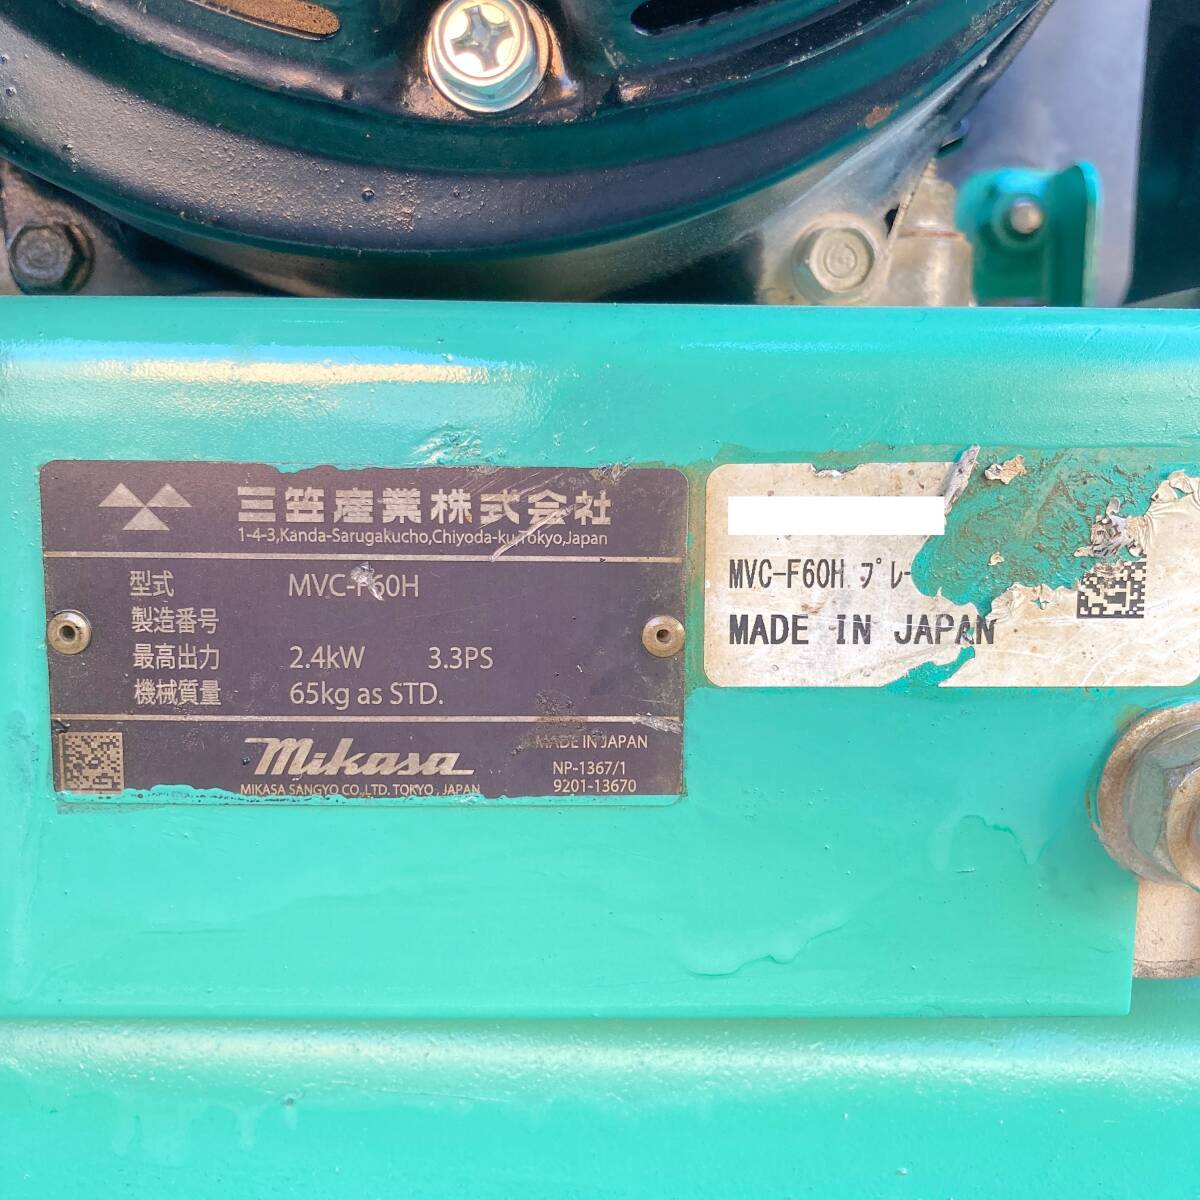 三笠産業株式会社
1-4-3,Kanda-Sarugakucho,Chiyoda-ku,Tokyo,Japan
型式 MVC-F60H
製造番号
最高出力 2.4kW 3.3PS
機械質量 65kg as STD.
Mikasa
MADE IN JAPAN
MIKASA SANGYO CO.,LTD. TOKYO, JAPAN
NP-1367/1
9201-13670
MVC-F60H プレ
MADE IN JAPAN